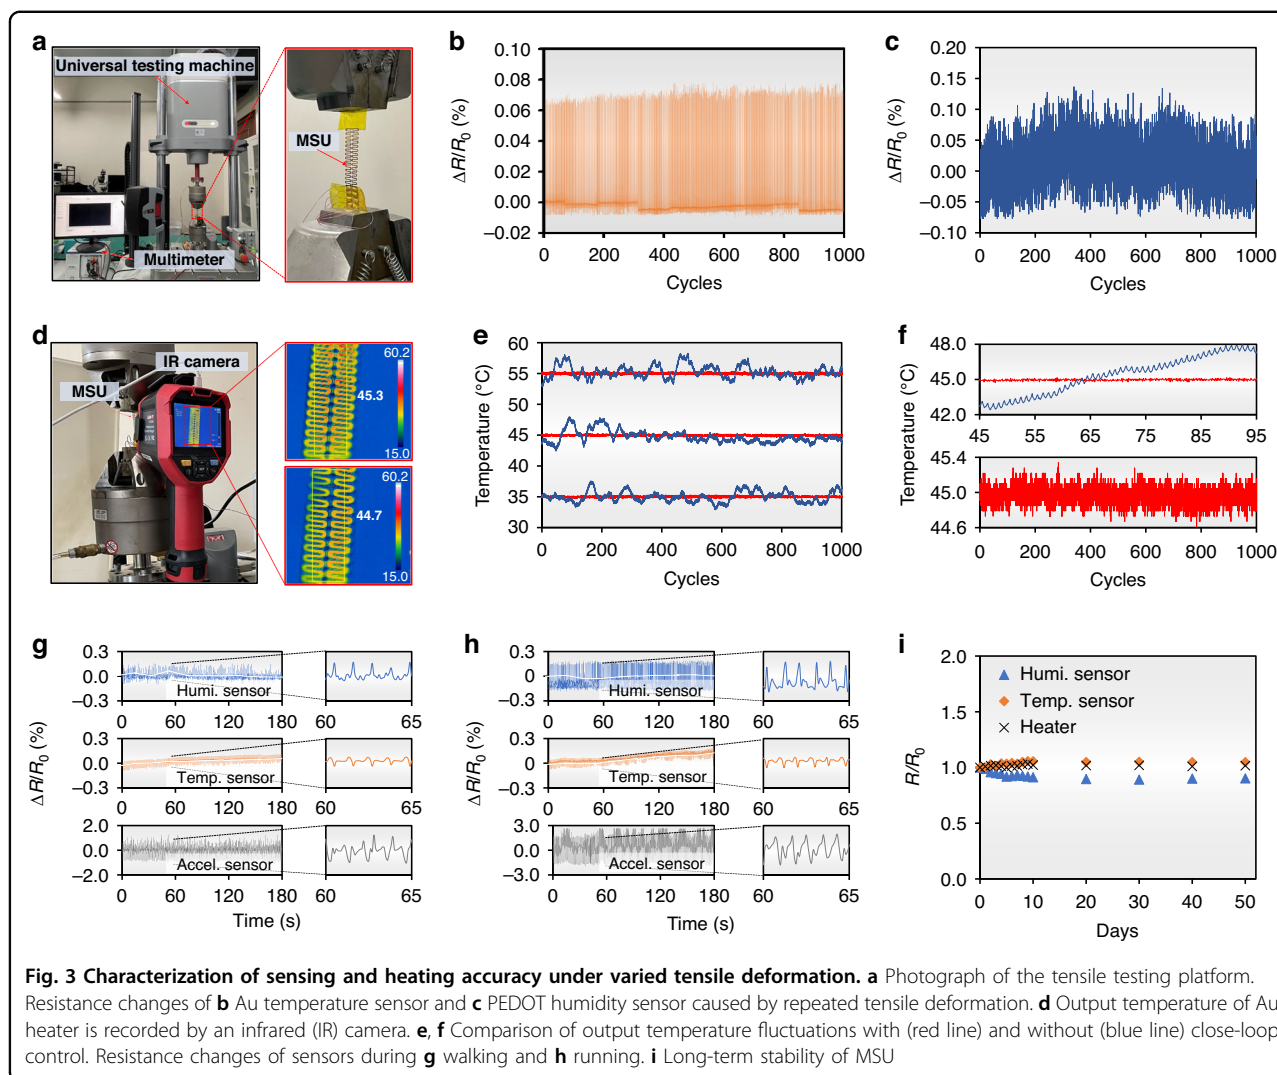 a
Universal testing machine
MSU
Multimeter
b
ΔR/R0 (%)
0.10
0.08
0.06
0.04
0.02
0.00
−0.02
0 200 400 600 800 1000
Cycles
c
ΔR/R0 (%)
0.20
0.15
0.10
0.05
0.00
−0.05
−0.10
0 200 400 600 800 1000
Cycles
d
IR camera
MSU
60.2
45.3
15.0
60.2
44.7
15.0
e
Temperature (°C)
60
55
50
45
40
35
30
0 200 400 600 800 1000
Cycles
f
Temperature (°C)
48.0
45.0
42.0
45 55 65 75 85 95
45.4
45.0
44.6
0 200 400 600 800 1000
Cycles
g
ΔR/R0 (%)
0.3
0.0
−0.3
Humi. sensor
0 60 120 180 60 65
0.3
0.0
−0.3
Temp. sensor
0 60 120 180 60 65
2.0
0.0
−2.0
Accel. sensor
0 60 120 180 60 65
Time (s)
h
ΔR/R0 (%)
0.3
0.0
−0.3
Humi. sensor
0 60 120 180 60 65
0.3
0.0
−0.3
Temp. sensor
0 60 120 180 60 65
3.0
0.0
−3.0
Accel. sensor
0 60 120 180 60 65
Time (s)
i
R/R0
2.0
1.5
1.0
0.5
0.0
Humi. sensor
Temp. sensor
Heater
0 10 20 30 40 50
Days
Fig. 3 Characterization of sensing and heating accuracy under varied tensile deformation. a Photograph of the tensile testing platform.
Resistance changes of b Au temperature sensor and c PEDOT humidity sensor caused by repeated tensile deformation. d Output temperature of Au
heater is recorded by an infrared (IR) camera. e, f Comparison of output temperature fluctuations with (red line) and without (blue line) close-loop
control. Resistance changes of sensors during g walking and h running. i Long-term stability of MSU